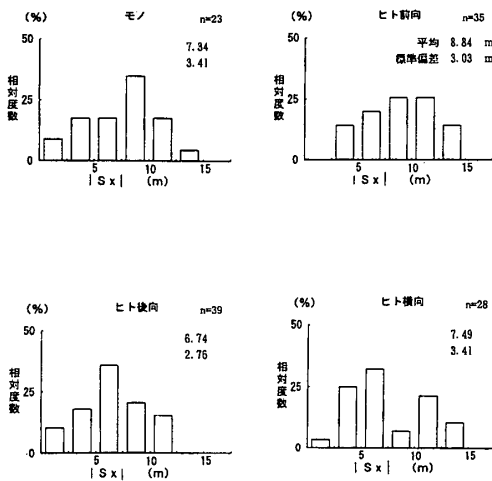 (%) モノ n=23
50
7.34
3.41
相対度数
25
0
5 10 15
|Sx| (m)
(%) ヒト前向 n=35
50
平均 8.84 m
標準偏差 3.03 m
相対度数
25
0
5 10 15
|Sx| (m)
(%) ヒト後向 n=39
50
6.74
2.76
相対度数
25
0
5 10 15
|Sx| (m)
(%) ヒト横向 n=28
50
7.49
3.41
相対度数
25
0
5 10 15
|Sx| (m)